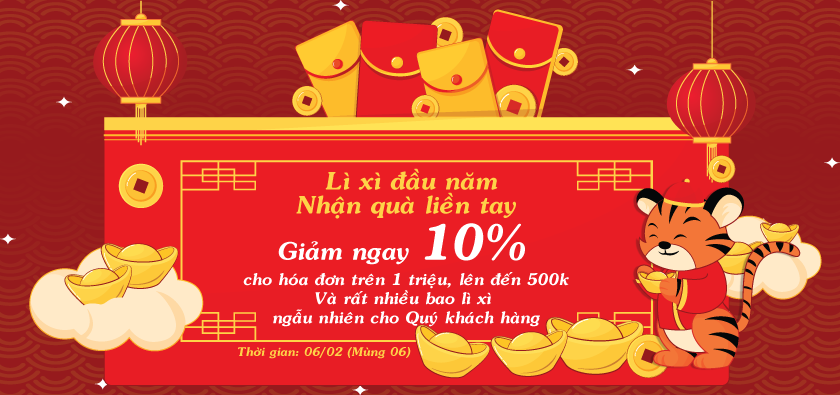 Lì xì đầu năm
Nhận quà liền tay
Giảm ngay 10%
cho hóa đơn trên 1 triệu, lên đến 500k
Và rất nhiều bao lì xì
ngẫu nhiên cho Quý khách hàng
Thời gian: 06/02 (Mùng 06)